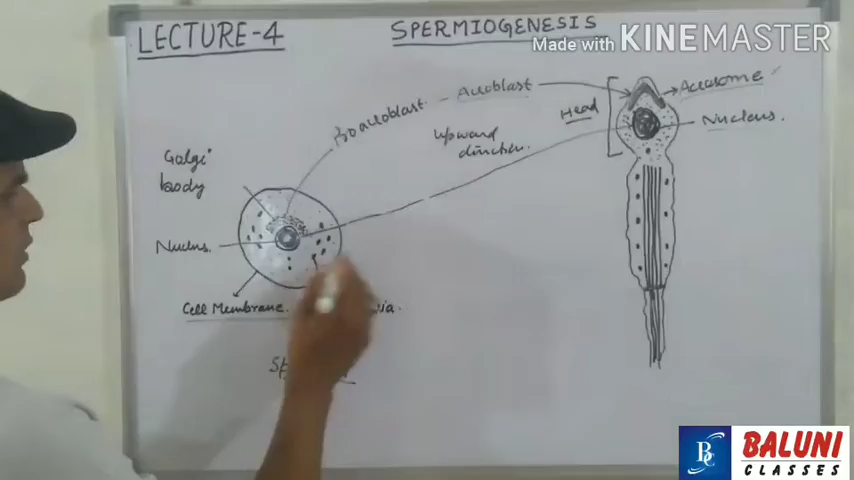 LECTURE-4
SPERMIOGENESIS
Made with KINEMASTER
Proacroblast - Acroblast
Acrosome
Head
Nucleus.
Upward
direction.
Golgi
body
Nucleus.
Cell Membrane.
BALUNI
CLASSES